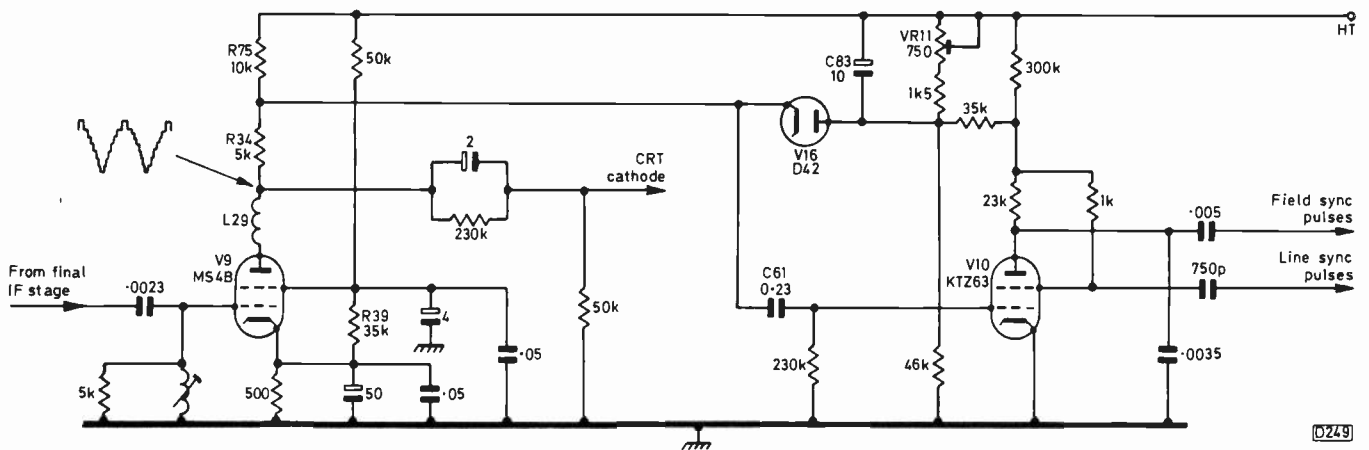 HT
R75
10k
50k
C83
10
VR11
750
1k5
300k
35k
R34
5k
V16
D42
2
230k
CRT
cathode
L29
23k
1k
·005
Field sync
pulses
750p
Line sync
pulses
From final
IF stage
·0023
V9
MS4B
V10
KTZ63
C61
0·23
R39
35k
4
·05
50k
230k
46k
·0035
5k
500
50
·05
D249